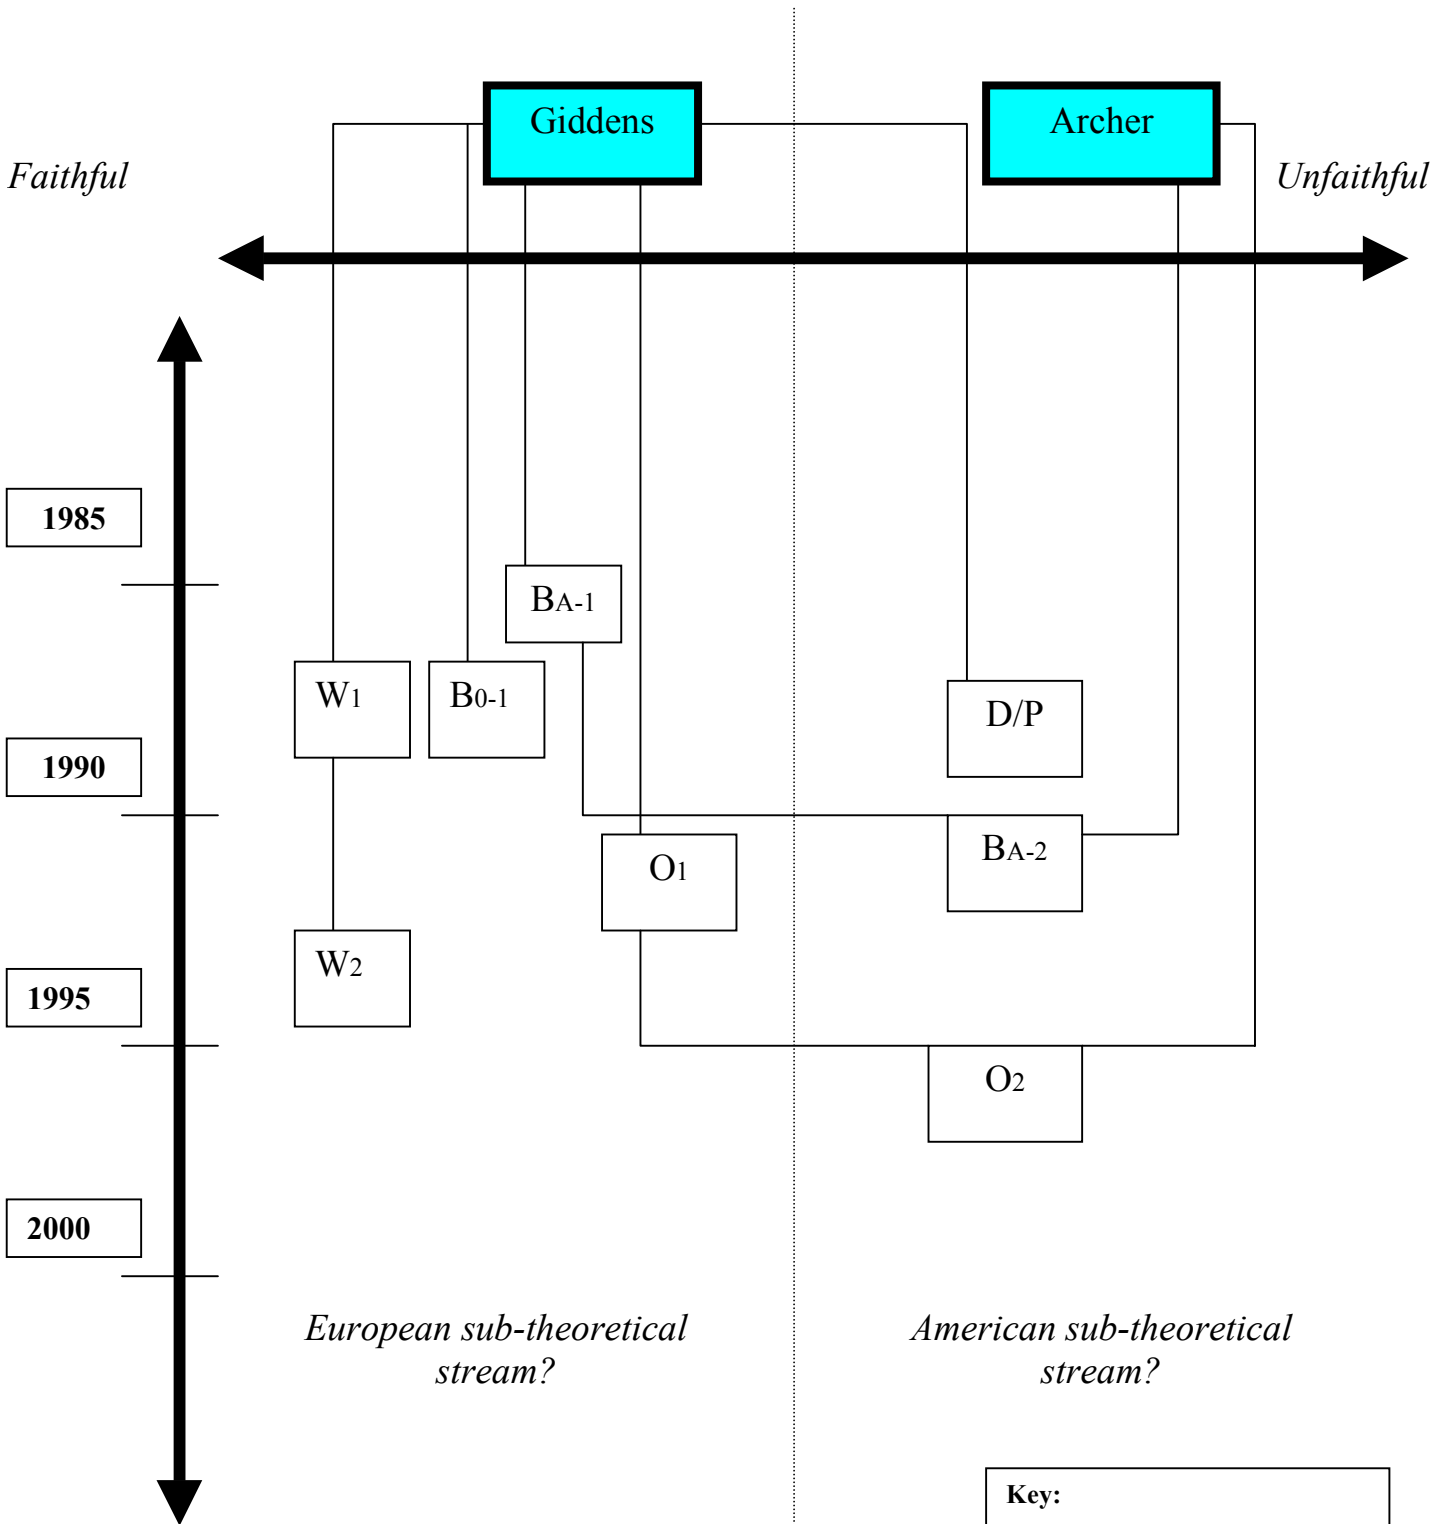 Giddens
Archer
Faithful
Unfaithful
1985
BA-1
W1
B0-1
D/P
1990
BA-2
O1
W2
1995
O2
2000
European sub-theoretical
stream?
American sub-theoretical
stream?
Key: